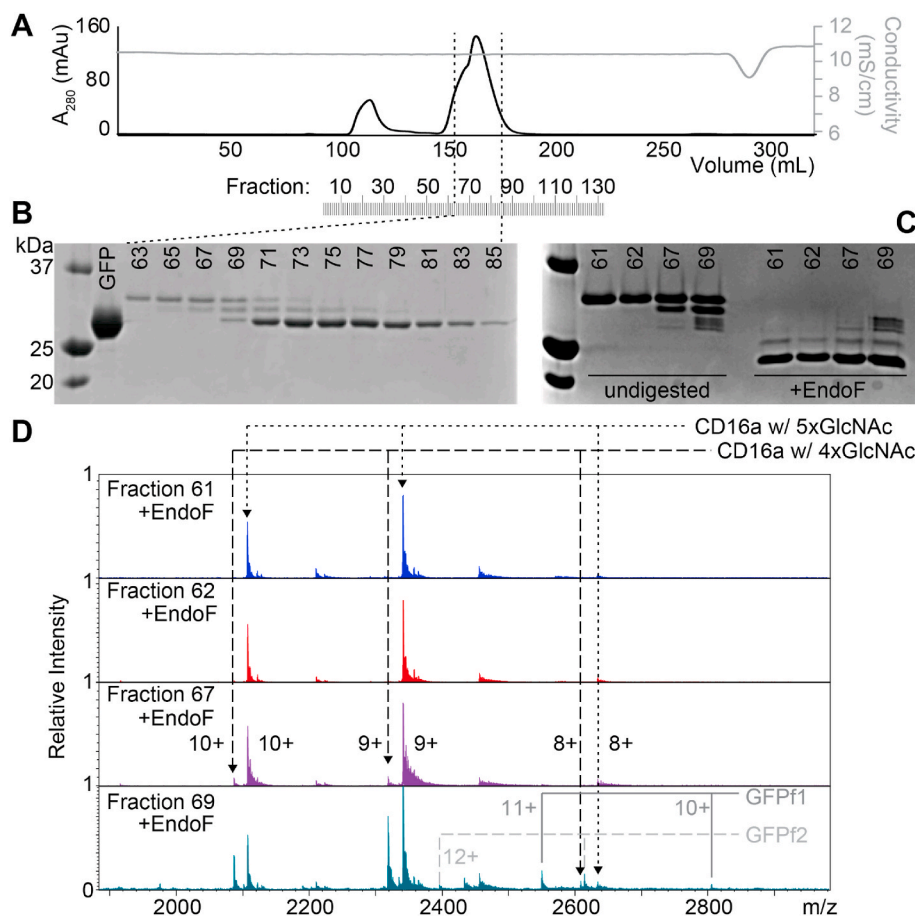 A
160
80
0
A280 (mAu)
12
10
8
6
Conductivity
(mS/cm)
50 100 150 200 250 300
Volume (mL)
Fraction: 10 30 50 70 90 110 130
B
kDa
37
25
20
GFP 63 65 67 69 71 73 75 77 79 81 83 85
C
61 62 67 69 61 62 67 69
undigested +EndoF
D
CD16a w/ 5xGlcNAc
CD16a w/ 4xGlcNAc
Relative Intensity
1
Fraction 61
+EndoF
1
Fraction 62
+EndoF
1
Fraction 67
+EndoF
10+ 10+ 9+ 9+ 8+ 8+
1
Fraction 69
+EndoF
11+ 10+ GFPf1
12+ GFPf2
0
2000 2200 2400 2600 2800 m/z